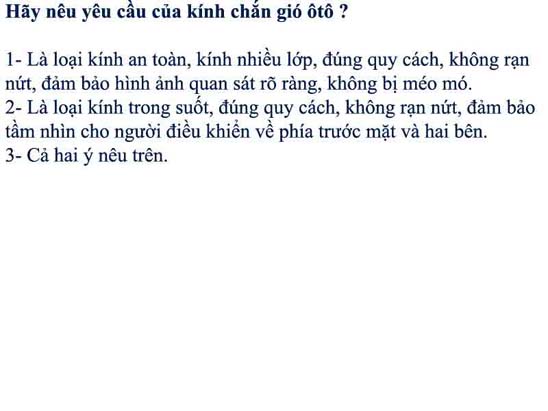 Hãy nêu yêu cầu của kính chắn gió ôtô ?
1- Là loại kính an toàn, kính nhiều lớp, đúng quy cách, không rạn
nứt, đảm bảo hình ảnh quan sát rõ ràng, không bị méo mó.
2- Là loại kính trong suốt, đúng quy cách, không rạn nứt, đảm bảo
tầm nhìn cho người điều khiển về phía trước mặt và hai bên.
3- Cả hai ý nêu trên.